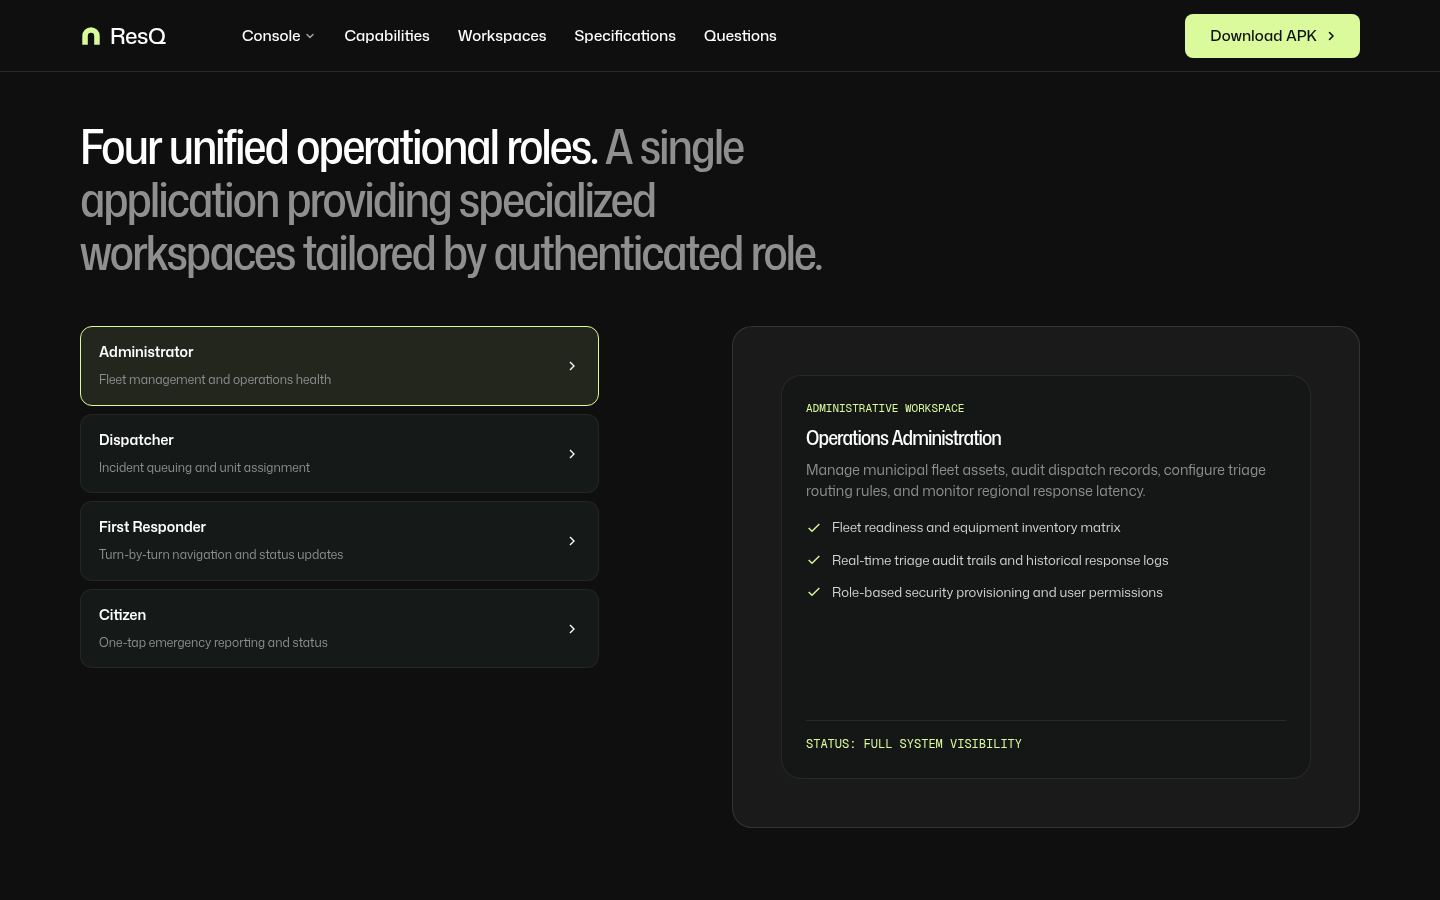 ResQ
Console
Capabilities
Workspaces
Specifications
Questions
Download APK
Four unified operational roles. A single
application providing specialized
workspaces tailored by authenticated role.
Administrator
Fleet management and operations health
Dispatcher
Incident queuing and unit assignment
First Responder
Turn-by-turn navigation and status updates
Citizen
One-tap emergency reporting and status
ADMINISTRATIVE WORKSPACE
Operations Administration
Manage municipal fleet assets, audit dispatch records, configure triage
routing rules, and monitor regional response latency.
Fleet readiness and equipment inventory matrix
Real-time triage audit trails and historical response logs
Role-based security provisioning and user permissions
STATUS: FULL SYSTEM VISIBILITY